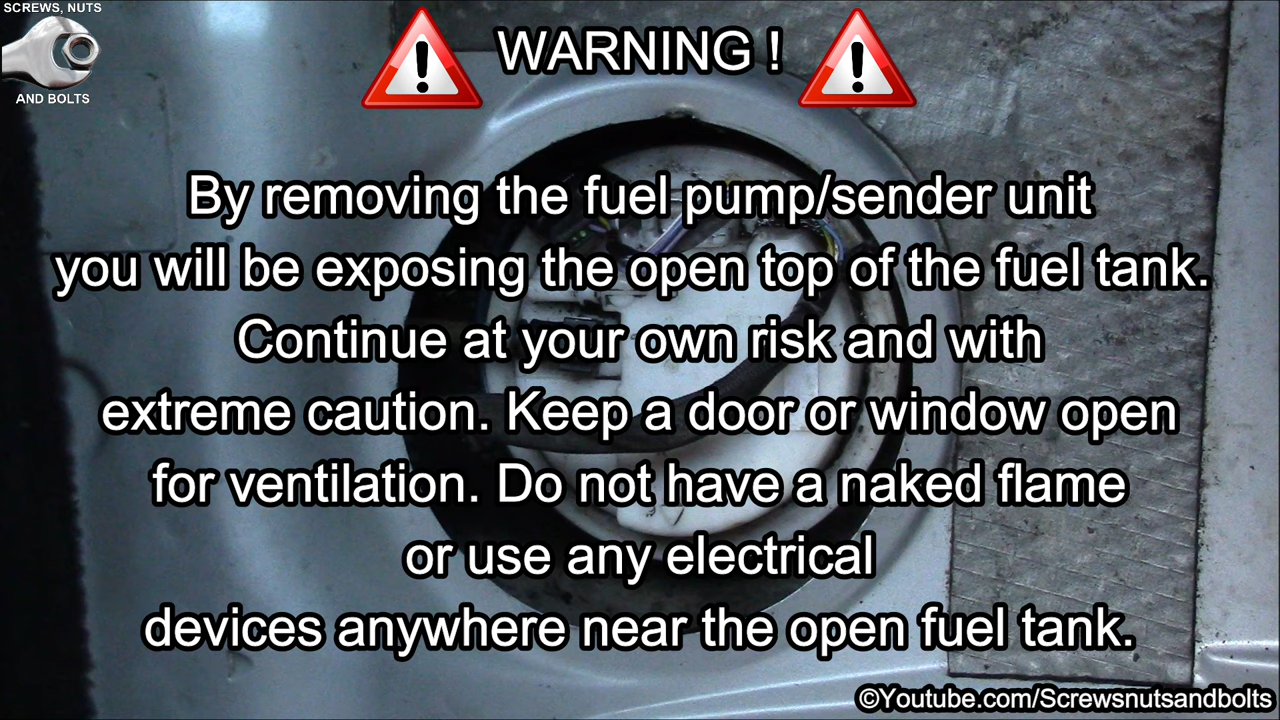 SCREWS, NUTS
AND BOLTS
WARNING !
By removing the fuel pump/sender unit
you will be exposing the open top of the fuel tank.
Continue at your own risk and with
extreme caution. Keep a door or window open
for ventilation. Do not have a naked flame
or use any electrical
devices anywhere near the open fuel tank.
©Youtube.com/Screwsnutsandbolts